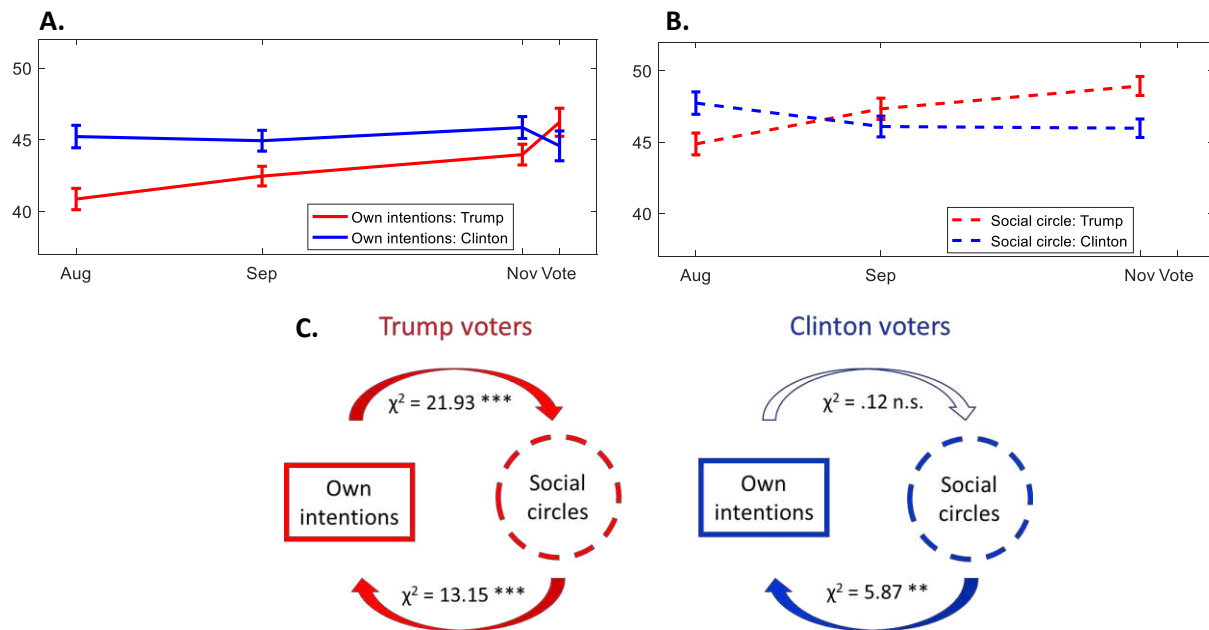 A.
50
45
40
Own intentions: Trump
Own intentions: Clinton
Aug Sep Nov Vote
B.
50
45
40
Social circle: Trump
Social circle: Clinton
Aug Sep Nov Vote
C.
Trump voters
χ² = 21.93 ***
Own
intentions
Social
circles
χ² = 13.15 ***
Clinton voters
χ² = .12 n.s.
Own
intentions
Social
circles
χ² = 5.87 **